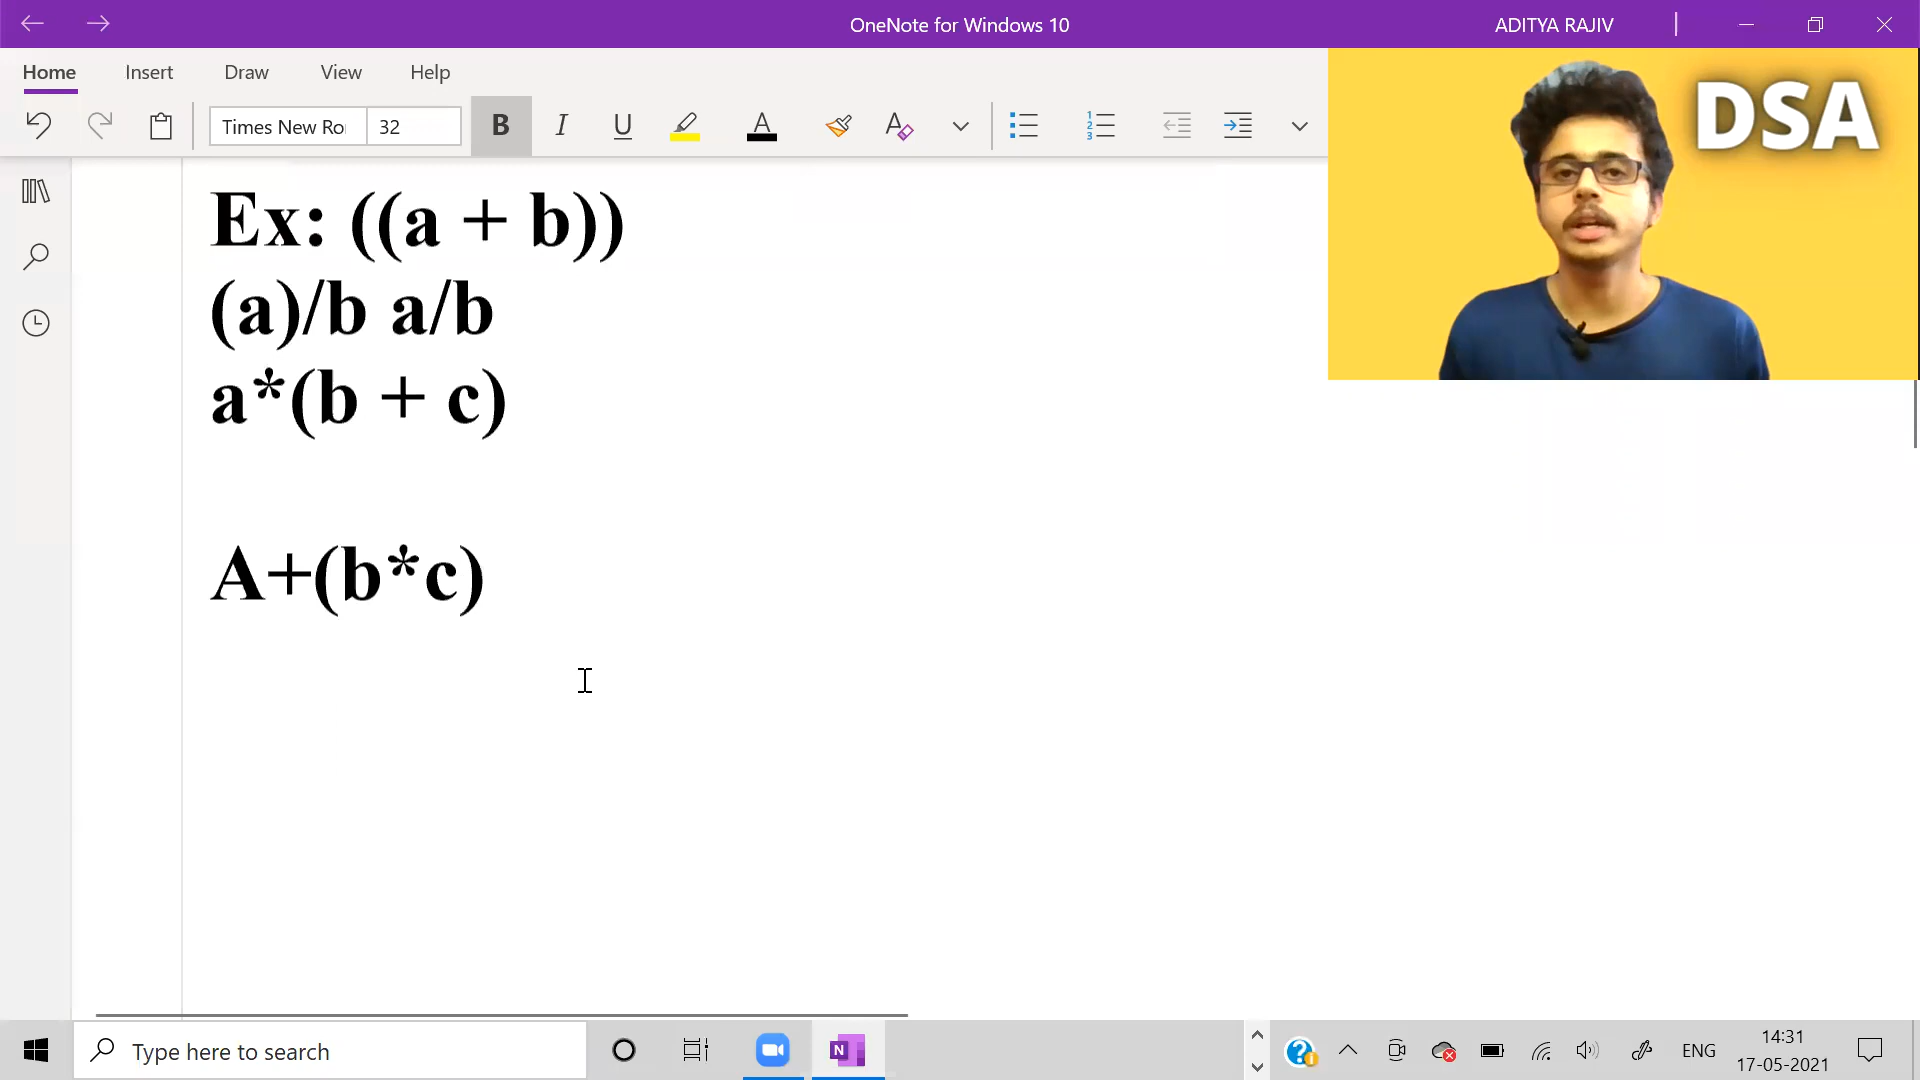 OneNote for Windows 10
ADITYA RAJIV
Home Insert Draw View Help
Times New Ro 32 B I U A A
DSA
Ex: ((a + b))
(a)/b a/b
a*(b + c)
A+(b*c)
Type here to search
N
ENG
14:31
17-05-2021